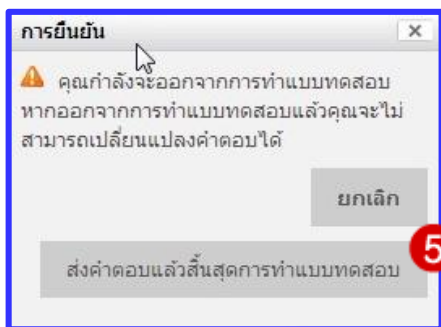 การยืนยัน
คุณกำลังจะออกจากการทำแบบทดสอบ
หากออกจากการทำแบบทดสอบแล้วคุณจะไม่
สามารถเปลี่ยนแปลงคำตอบได้
ยกเลิก
5
ส่งคำตอบแล้วสิ้นสุดการทำแบบทดสอบ